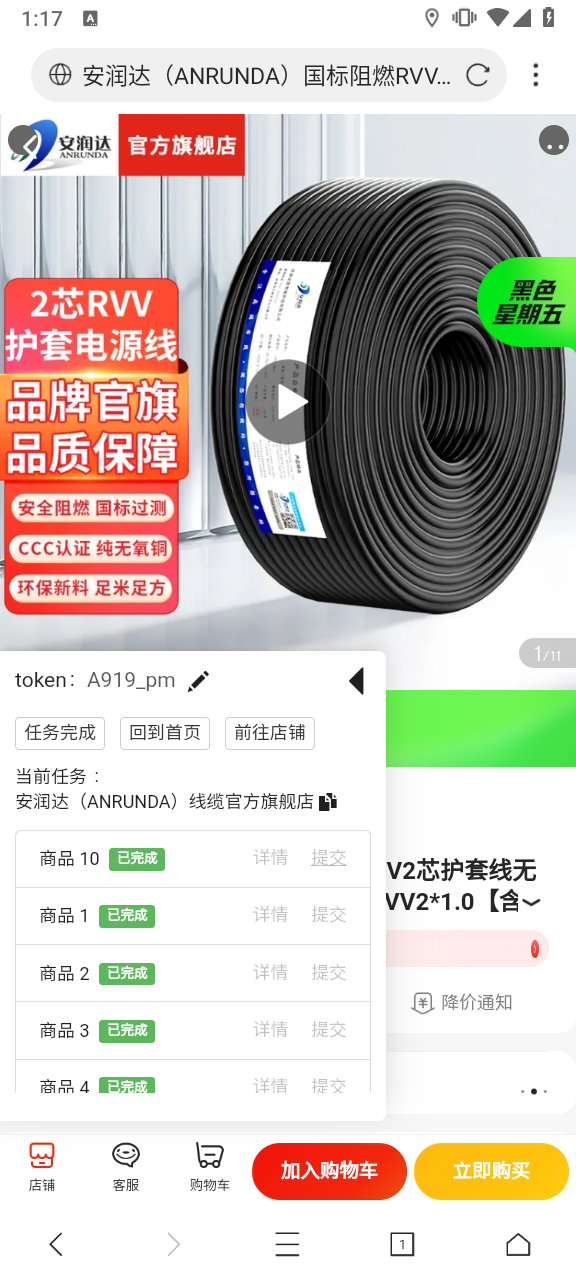 1:17
A
安润达（ANRUNDA）国标阻燃RVV...
安润达
ANRUNDA
官方旗舰店
2芯RVV
护套电源线
品牌官旗
品质保障
安全阻燃 国标过测
CCC认证 纯无氧铜
环保新料 足米足方
黑色
星期五
1/11
token： A919_pm
任务完成
回到首页
前往店铺
当前任务：
安润达（ANRUNDA）线缆官方旗舰店
商品 10 已完成 详情 提交
商品 1 已完成 详情 提交
商品 2 已完成 详情 提交
商品 3 已完成 详情 提交
商品 4 已完成 详情 提交
V2芯护套线无
VV2*1.0【含
降价通知
店铺
客服
购物车
加入购物车
立即购买
1